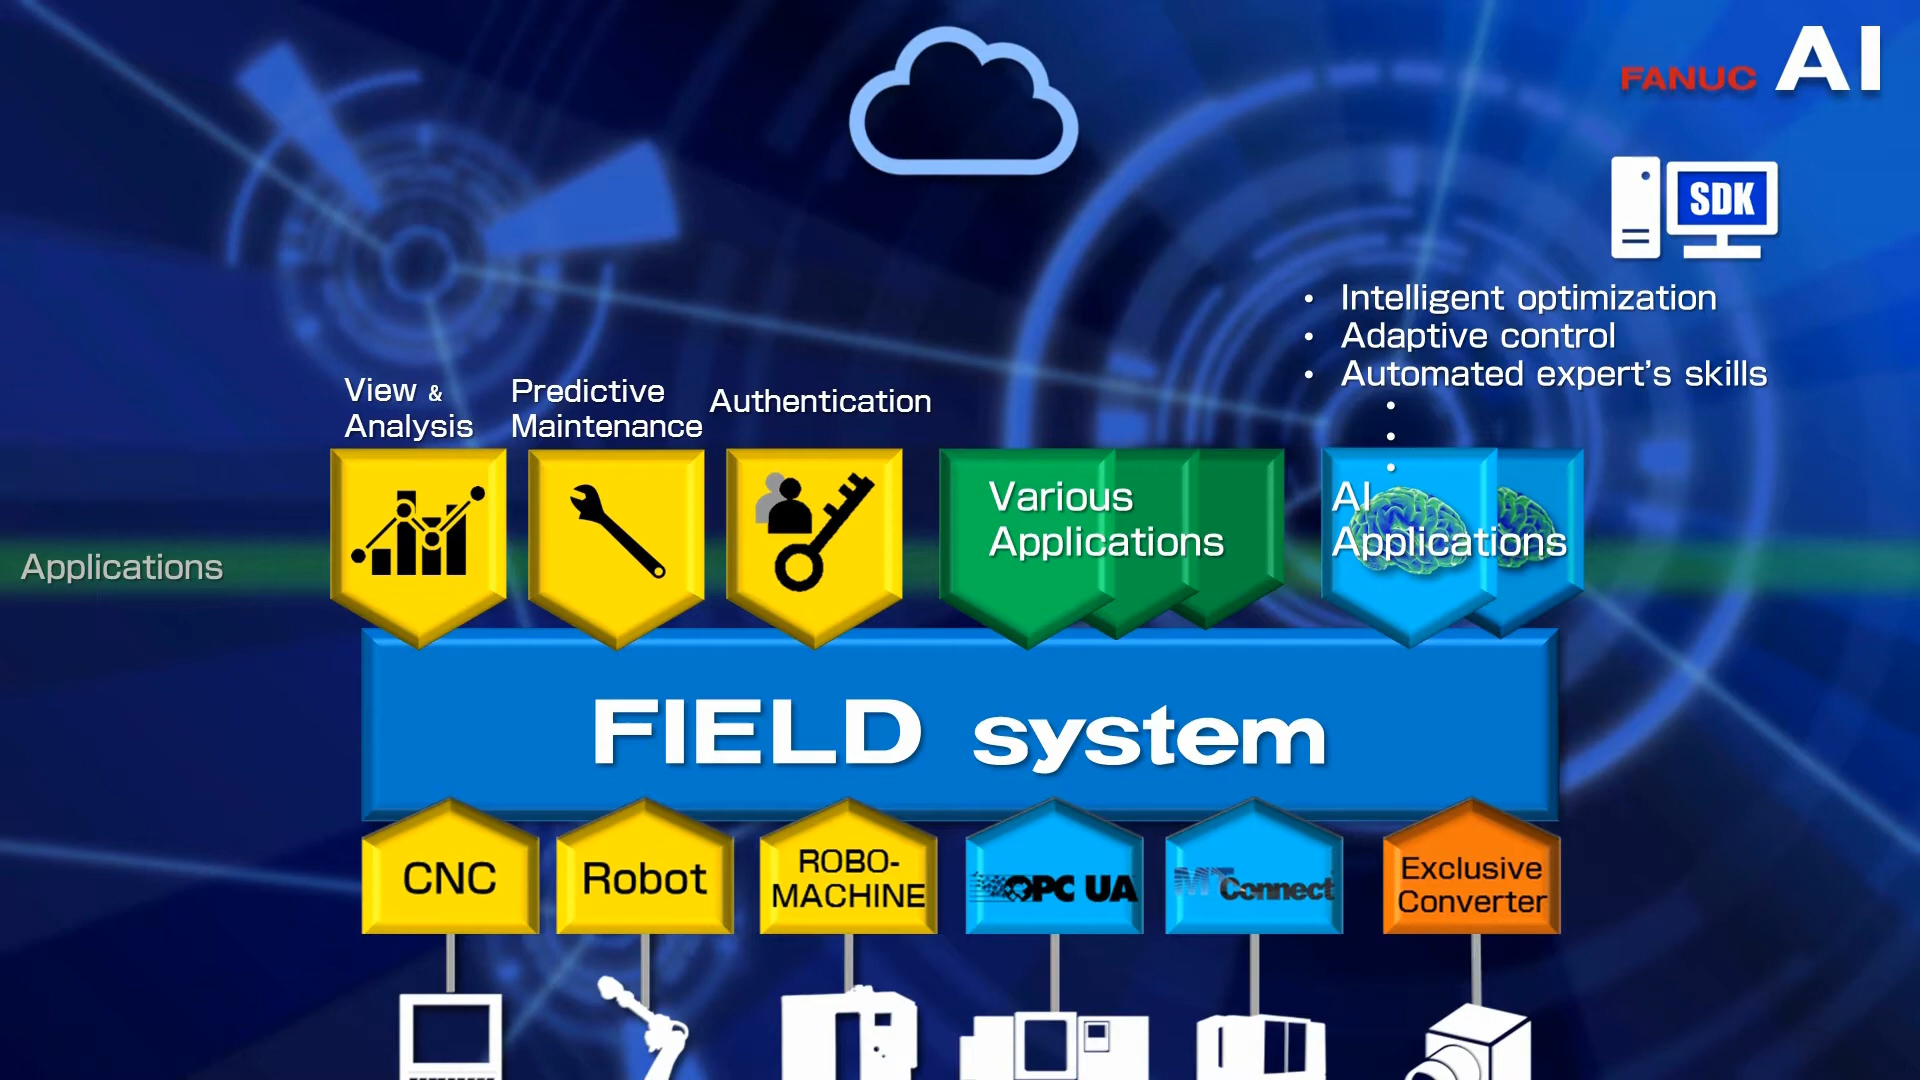 FANUC AI
SDK
• Intelligent optimization
• Adaptive control
• Automated expert's skills
View &
Analysis
Predictive
Maintenance
Authentication
Various
Applications
AI
Applications
Applications
FIELD system
CNC
Robot
ROBO-
MACHINE
OPC UA
MTConnect
Exclusive
Converter